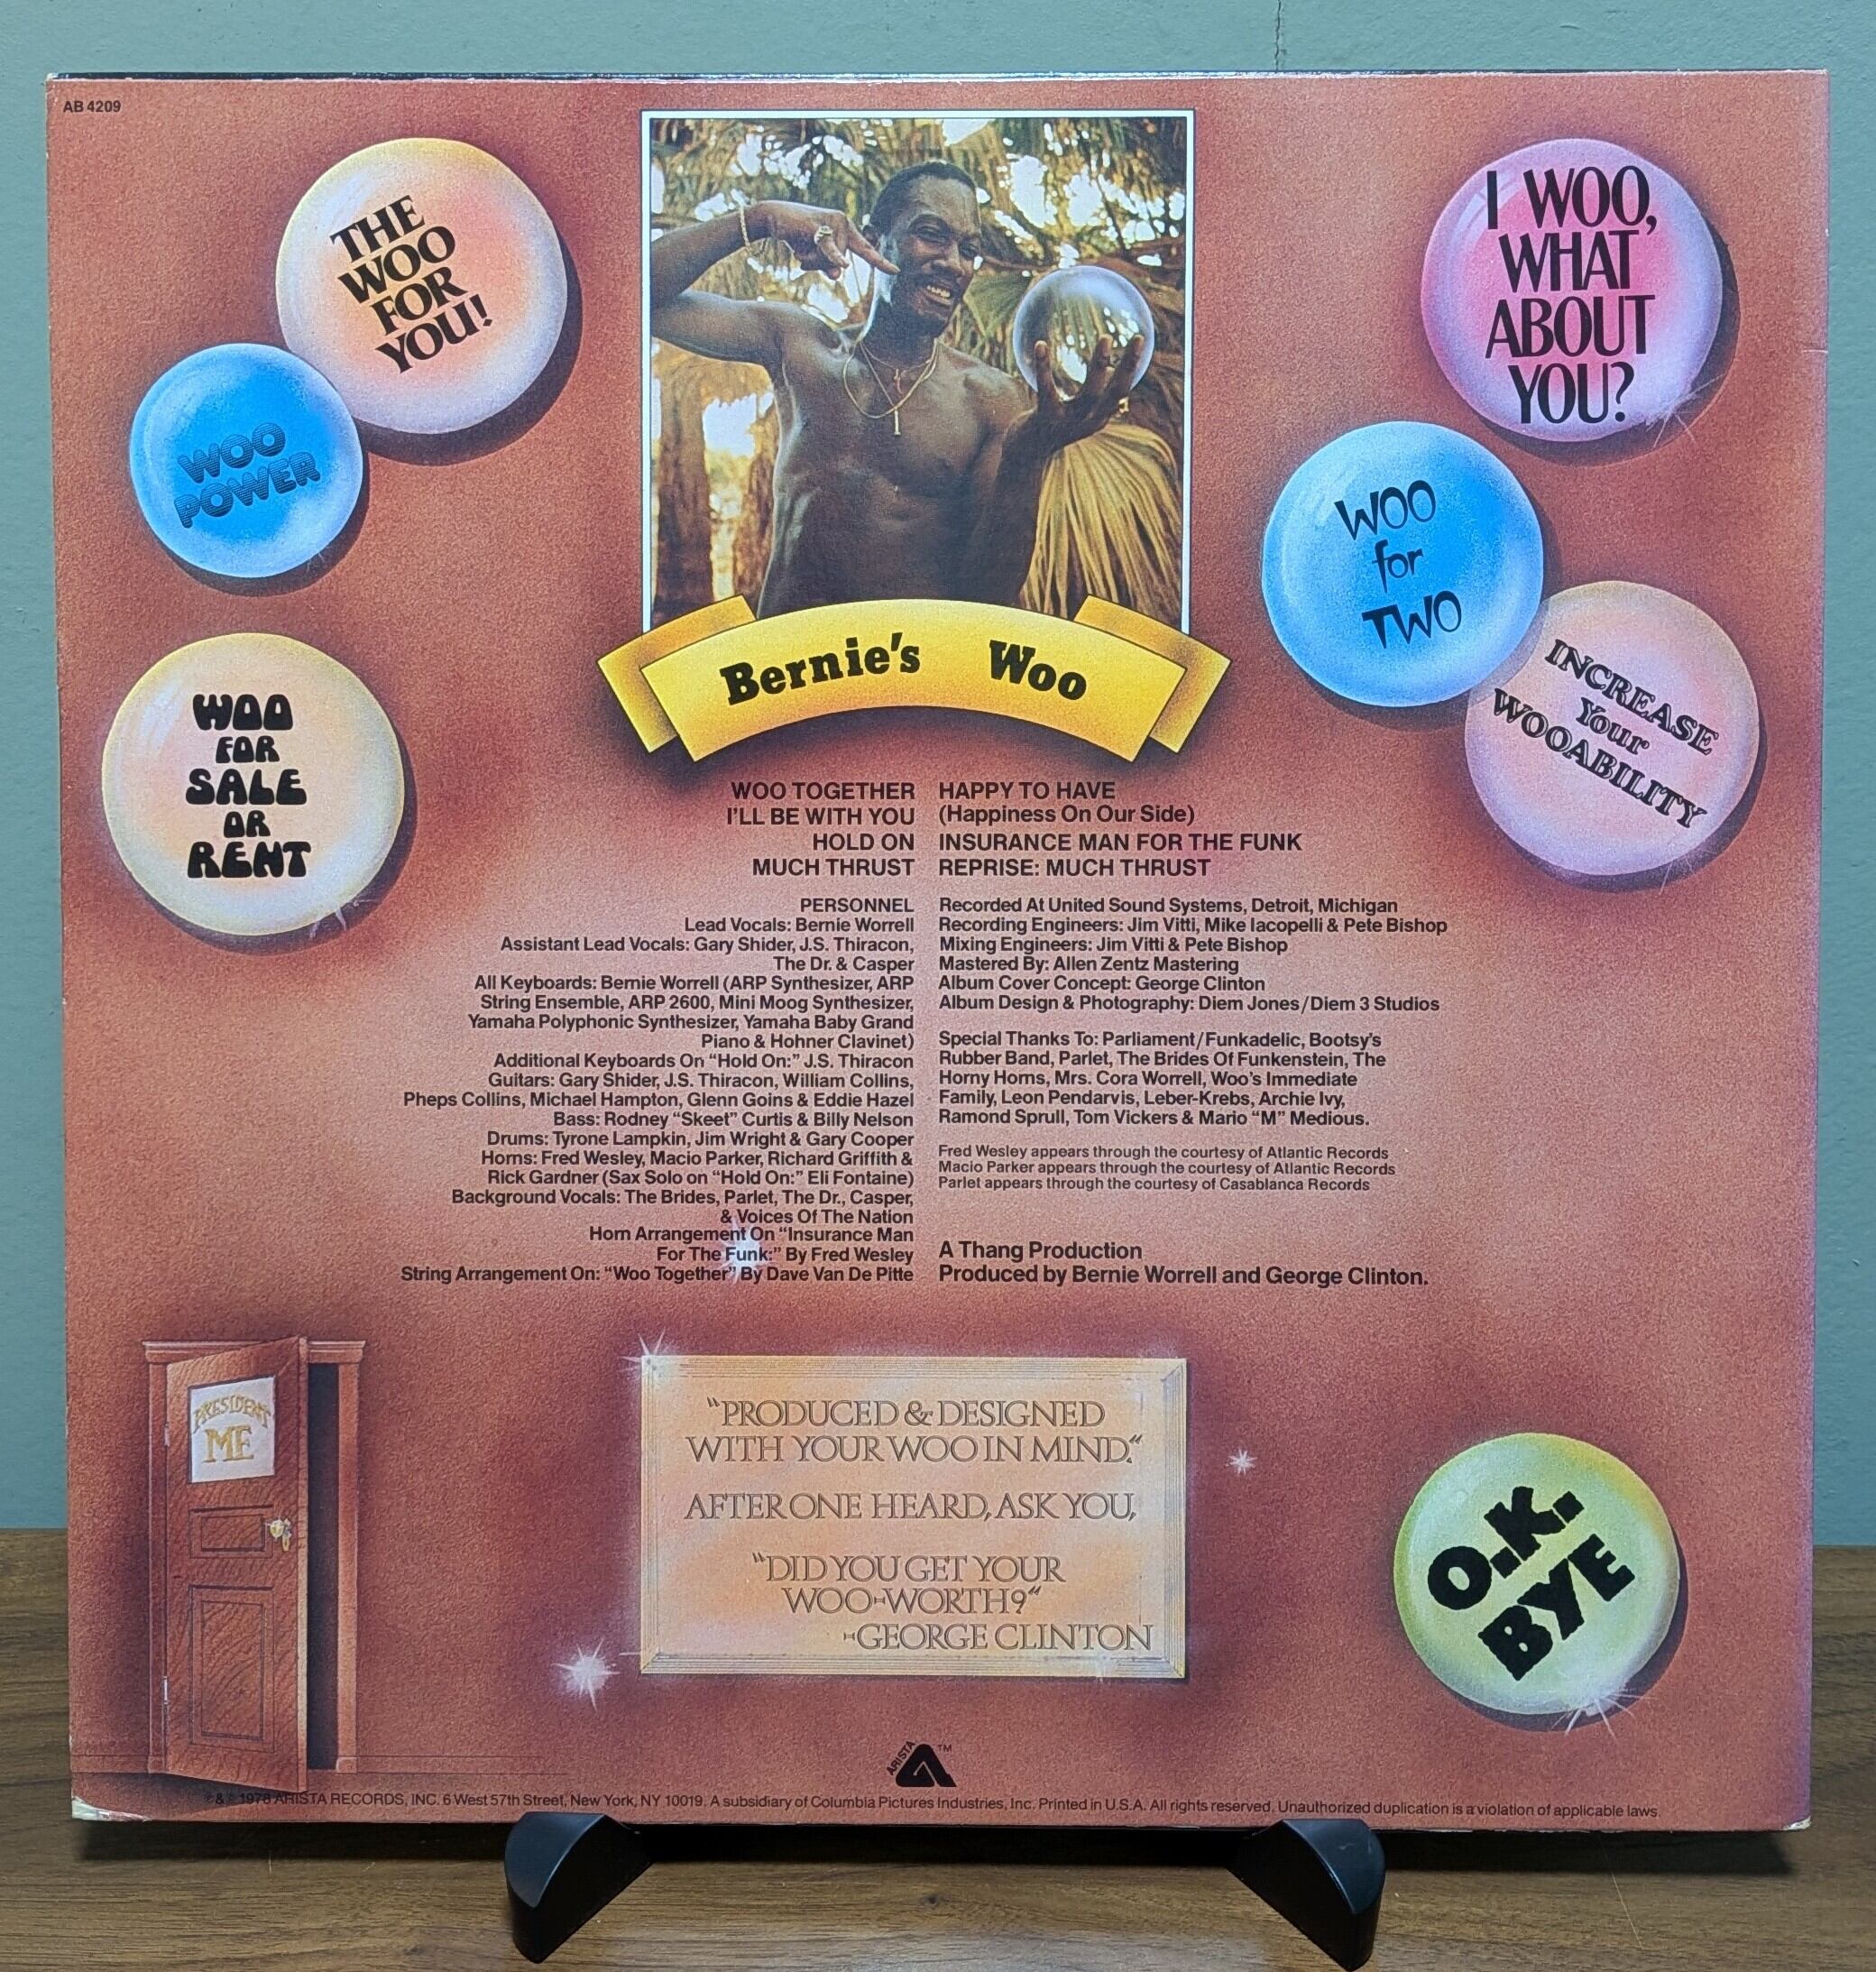 AB 4209
THE
WOO
FOR
YOU!
WOO
POWER
WOO
FOR
SALE
OR
RENT
I WOO,
WHAT
ABOUT
YOU?
WOO
for
TWO
INCREASE
Your
WOOABILITY
Bernie's Woo
WOO TOGETHER
I'LL BE WITH YOU
HOLD ON
MUCH THRUST
HAPPY TO HAVE
(Happiness On Our Side)
INSURANCE MAN FOR THE FUNK
REPRISE: MUCH THRUST
PERSONNEL
Lead Vocals: Bernie Worrell
Assistant Lead Vocals: Gary Shider, J.S. Thiracon,
The Dr. & Casper
All Keyboards: Bernie Worrell (ARP Synthesizer, ARP
String Ensemble, ARP 2600, Mini Moog Synthesizer,
Yamaha Polyphonic Synthesizer, Yamaha Baby Grand
Piano & Hohner Clavinet)
Additional Keyboards On "Hold On:" J.S. Thiracon
Guitars: Gary Shider, J.S. Thiracon, William Collins,
Pheps Collins, Michael Hampton, Glenn Goins & Eddie Hazel
Bass: Rodney "Skeet" Curtis & Billy Nelson
Drums: Tyrone Lampkin, Jim Wright & Gary Cooper
Horns: Fred Wesley, Macio Parker, Richard Griffith &
Rick Gardner (Sax Solo on "Hold On:" Eli Fontaine)
Background Vocals: The Brides, Parlet, The Dr., Casper,
& Voices Of The Nation
Horn Arrangement On "Insurance Man
For The Funk:" By Fred Wesley
String Arrangement On: "Woo Together" By Dave Van De Pitte
Recorded At United Sound Systems, Detroit, Michigan
Recording Engineers: Jim Vitti, Mike Iacopelli & Pete Bishop
Mixing Engineers: Jim Vitti & Pete Bishop
Mastered By: Allen Zentz Mastering
Album Cover Concept: George Clinton
Album Design & Photography: Diem Jones/Diem 3 Studios
Special Thanks To: Parliament/Funkadelic, Bootsy's
Rubber Band, Parlet, The Brides Of Funkenstein, The
Horny Horns, Mrs. Cora Worrell, Woo's Immediate
Family, Leon Pendarvis, Leber-Krebs, Archie Ivy,
Ramond Sprull, Tom Vickers & Mario "M" Medious.
Fred Wesley appears through the courtesy of Atlantic Records
Macio Parker appears through the courtesy of Atlantic Records
Parlet appears through the courtesy of Casablanca Records
A Thang Production
Produced by Bernie Worrell and George Clinton.
PRESIDENT
ME
"PRODUCED & DESIGNED
WITH YOUR WOO IN MIND."
AFTER ONE HEARD, ASK YOU,
"DID YOU GET YOUR
WOO-WORTH?"
-GEORGE CLINTON
O.K.
BYE
ARISTA TM
℗ & © 1978 ARISTA RECORDS, INC. 6 West 57th Street, New York, NY 10019. A subsidiary of Columbia Pictures Industries, Inc. Printed in U.S.A. All rights reserved. Unauthorized duplication is a violation of applicable laws.